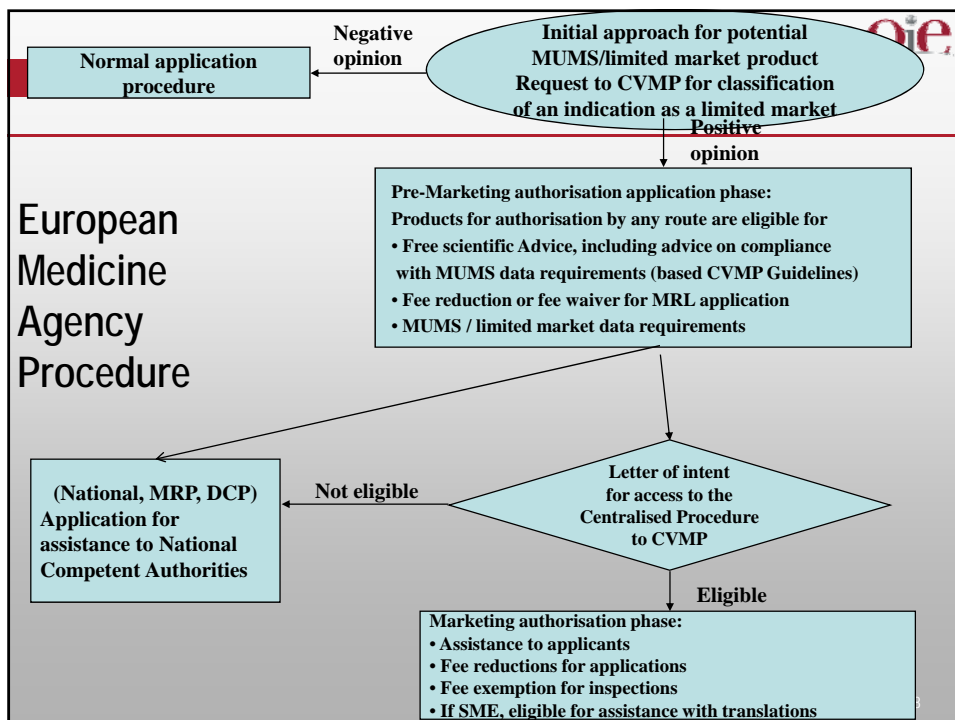 oie
Negative
opinion
Initial approach for potential
MUMS/limited market product
Request to CVMP for classification
of an indication as a limited market
Normal application
procedure
Positive
opinion
European
Medicine
Agency
Procedure
Pre-Marketing authorisation application phase:
Products for authorisation by any route are eligible for
• Free scientific Advice, including advice on compliance
with MUMS data requirements (based CVMP Guidelines)
• Fee reduction or fee waiver for MRL application
• MUMS / limited market data requirements
(National, MRP, DCP)
Application for
assistance to National
Competent Authorities
Not eligible
Letter of intent
for access to the
Centralised Procedure
to CVMP
Eligible
Marketing authorisation phase:
• Assistance to applicants
• Fee reductions for applications
• Fee exemption for inspections
• If SME, eligible for assistance with translations